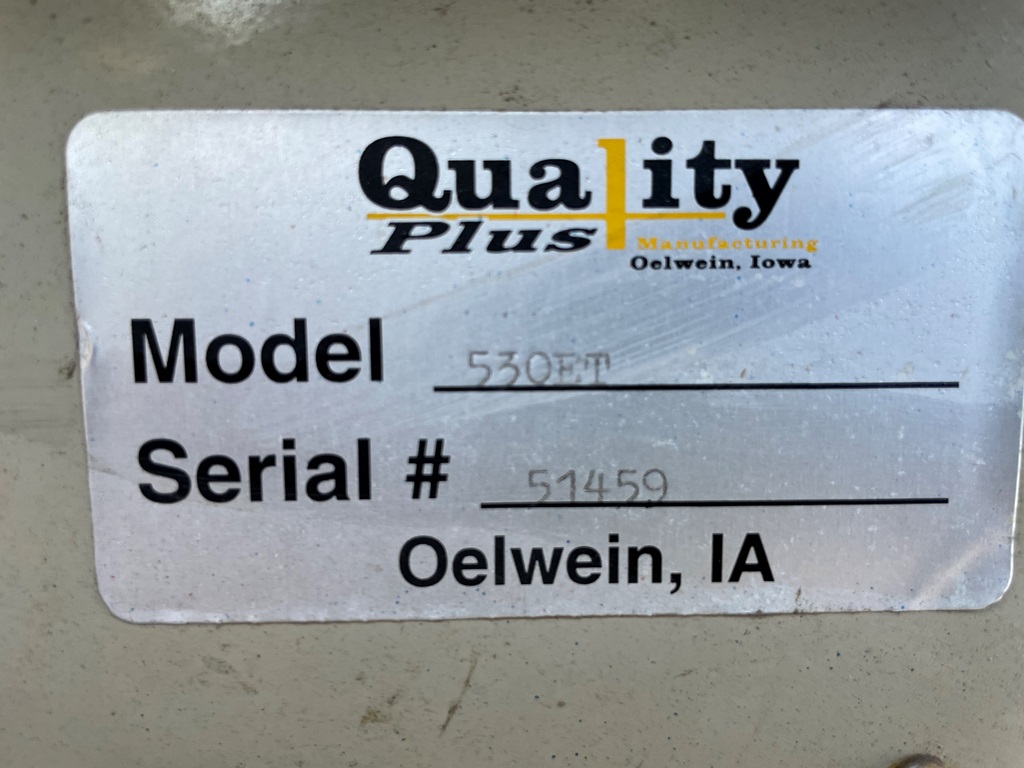 Quality
Plus Manufacturing
Oelwein, Iowa
Model 530ET
Serial # 51459
Oelwein, IA